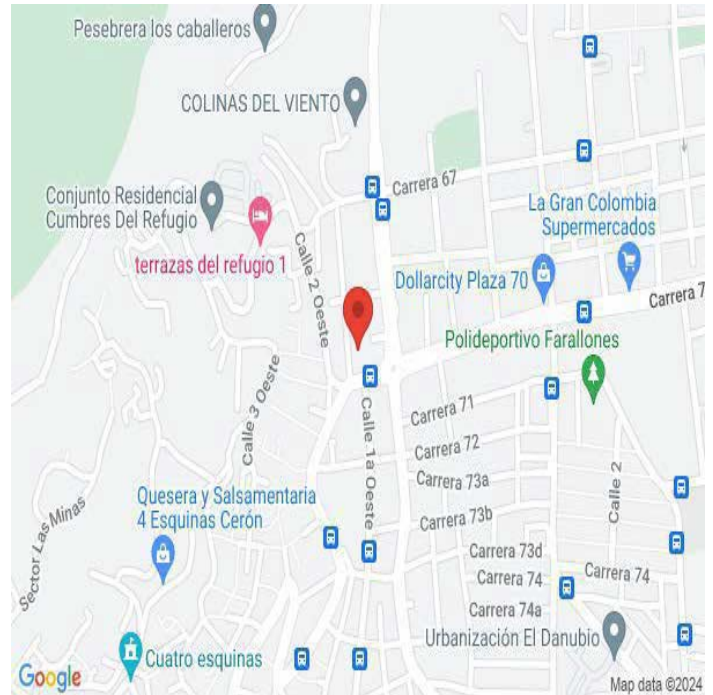 Pesebrera los caballeros
COLINAS DEL VIENTO
Carrera 67
Conjunto Residencial
Cumbres Del Refugio
La Gran Colombia
Supermercados
terrazas del refugio 1
Calle 2 Oeste
Dollarcity Plaza 70
Carrera 7
Polideportivo Farallones
Calle 3 Oeste
Calle 1a Oeste
Carrera 71
Carrera 72
Calle 2
Carrera 73a
Quesera y Salsamentaria
4 Esquinas Cerón
Carrera 73b
Sector Las Minas
Carrera 73d
Carrera 74
Carrera 74
Carrera 74a
Urbanización El Danubio
Cuatro esquinas
Google
Map data ©2024